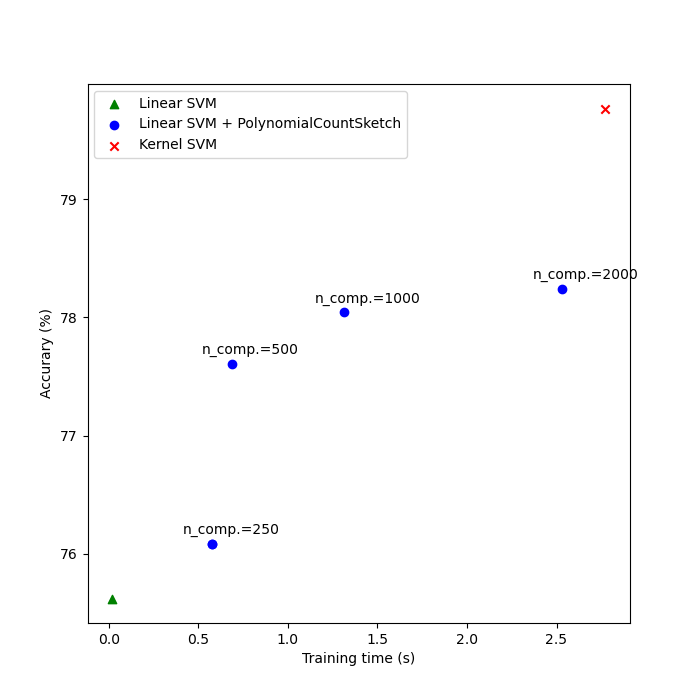 Linear SVM
Linear SVM + PolynomialCountSketch
Kernel SVM
79
78
77
76
n_comp.=2000
n_comp.=1000
n_comp.=500
n_comp.=250
Accurary (%)
0.0 0.5 1.0 1.5 2.0 2.5
Training time (s)